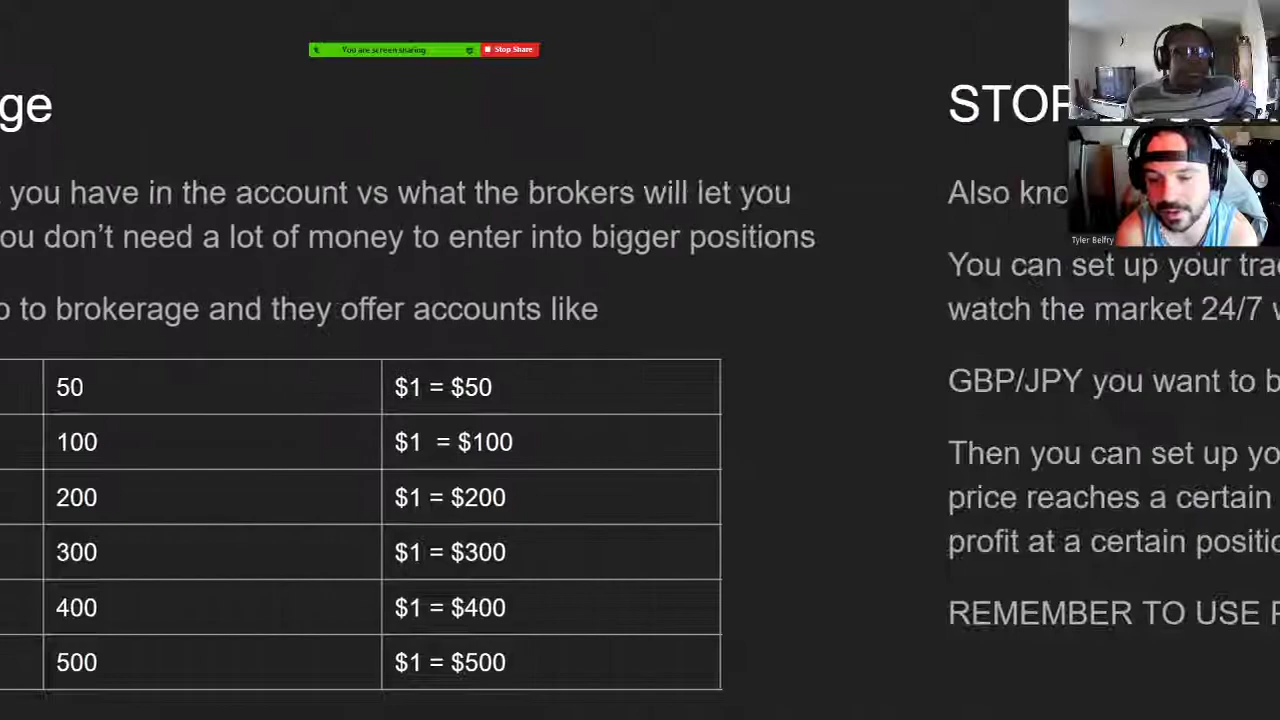 You are screen sharing Stop Share
ge
you have in the account vs what the brokers will let you
ou don't need a lot of money to enter into bigger positions
o to brokerage and they offer accounts like
50 $1 = $50
100 $1 = $100
200 $1 = $200
300 $1 = $300
400 $1 = $400
500 $1 = $500
STOP
Also kno
You can set up your tra
watch the market 24/7 w
GBP/JPY you want to b
Then you can set up yo
price reaches a certain
profit at a certain positio
REMEMBER TO USE
Tyler Belfry